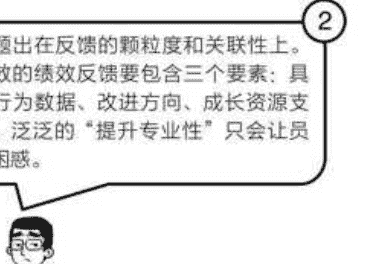 2
题出在反馈的颗粒度和关联性上。
效的绩效反馈要包含三个要素：具
行为数据、改进方向、成长资源支
泛泛的“提升专业性”只会让员
困惑。